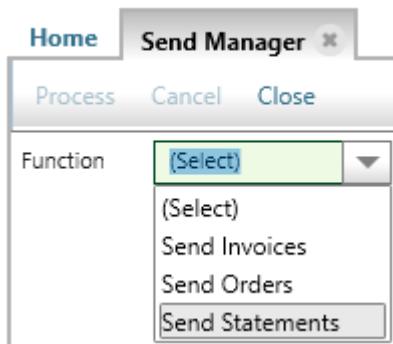 Home Send Manager
Process Cancel Close
Function (Select)
(Select)
Send Invoices
Send Orders
Send Statements